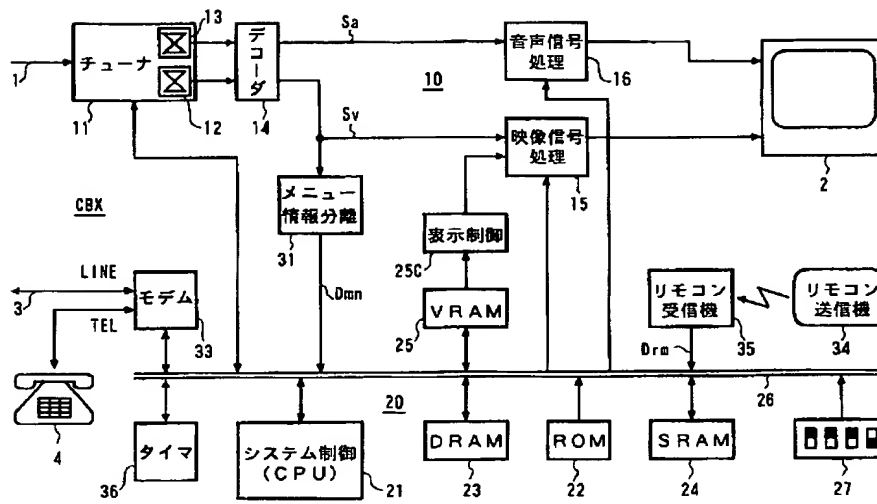 13
Sa
チューナ
デコーダ
音声信号
処理
1
10
16
11
12
14
Sv
映像信号
処理
2
CBX
メニュー
情報分離
15
31
表示制御
LINE
25C
3
モデム
Dmn
TEL
VRAM
リモコン
受信機
リモコン
送信機
33
25
Drm
35
34
20
26
4
タイマ
システム制御
(CPU)
DRAM
ROM
SRAM
36
21
23
22
24
27